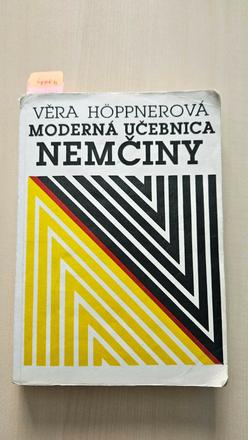 VĚRA HÖPPNEROVÁ
MODERNÁ UČEBNICA
NEMČINY